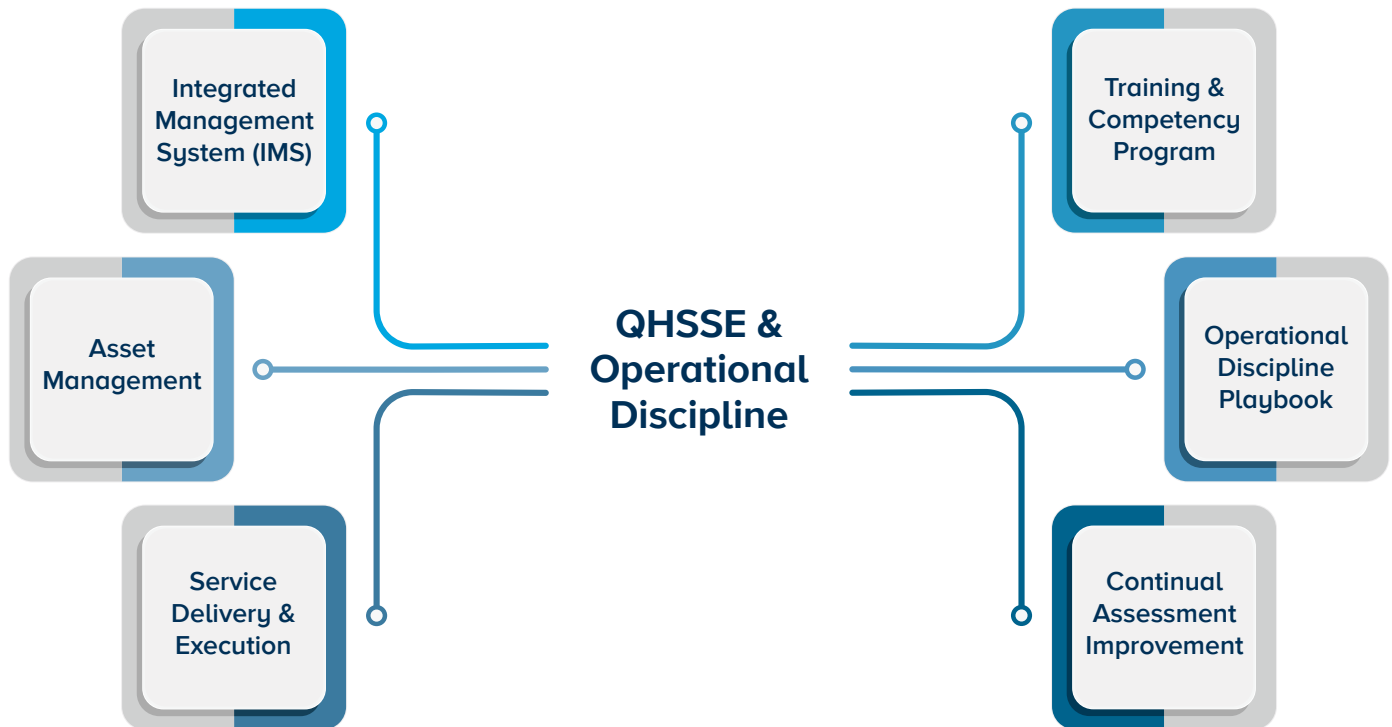 Integrated
Management
System (IMS)
Asset
Management
Service
Delivery &
Execution
QHSSE &
Operational
Discipline
Training &
Competency
Program
Operational
Discipline
Playbook
Continual
Assessment
Improvement